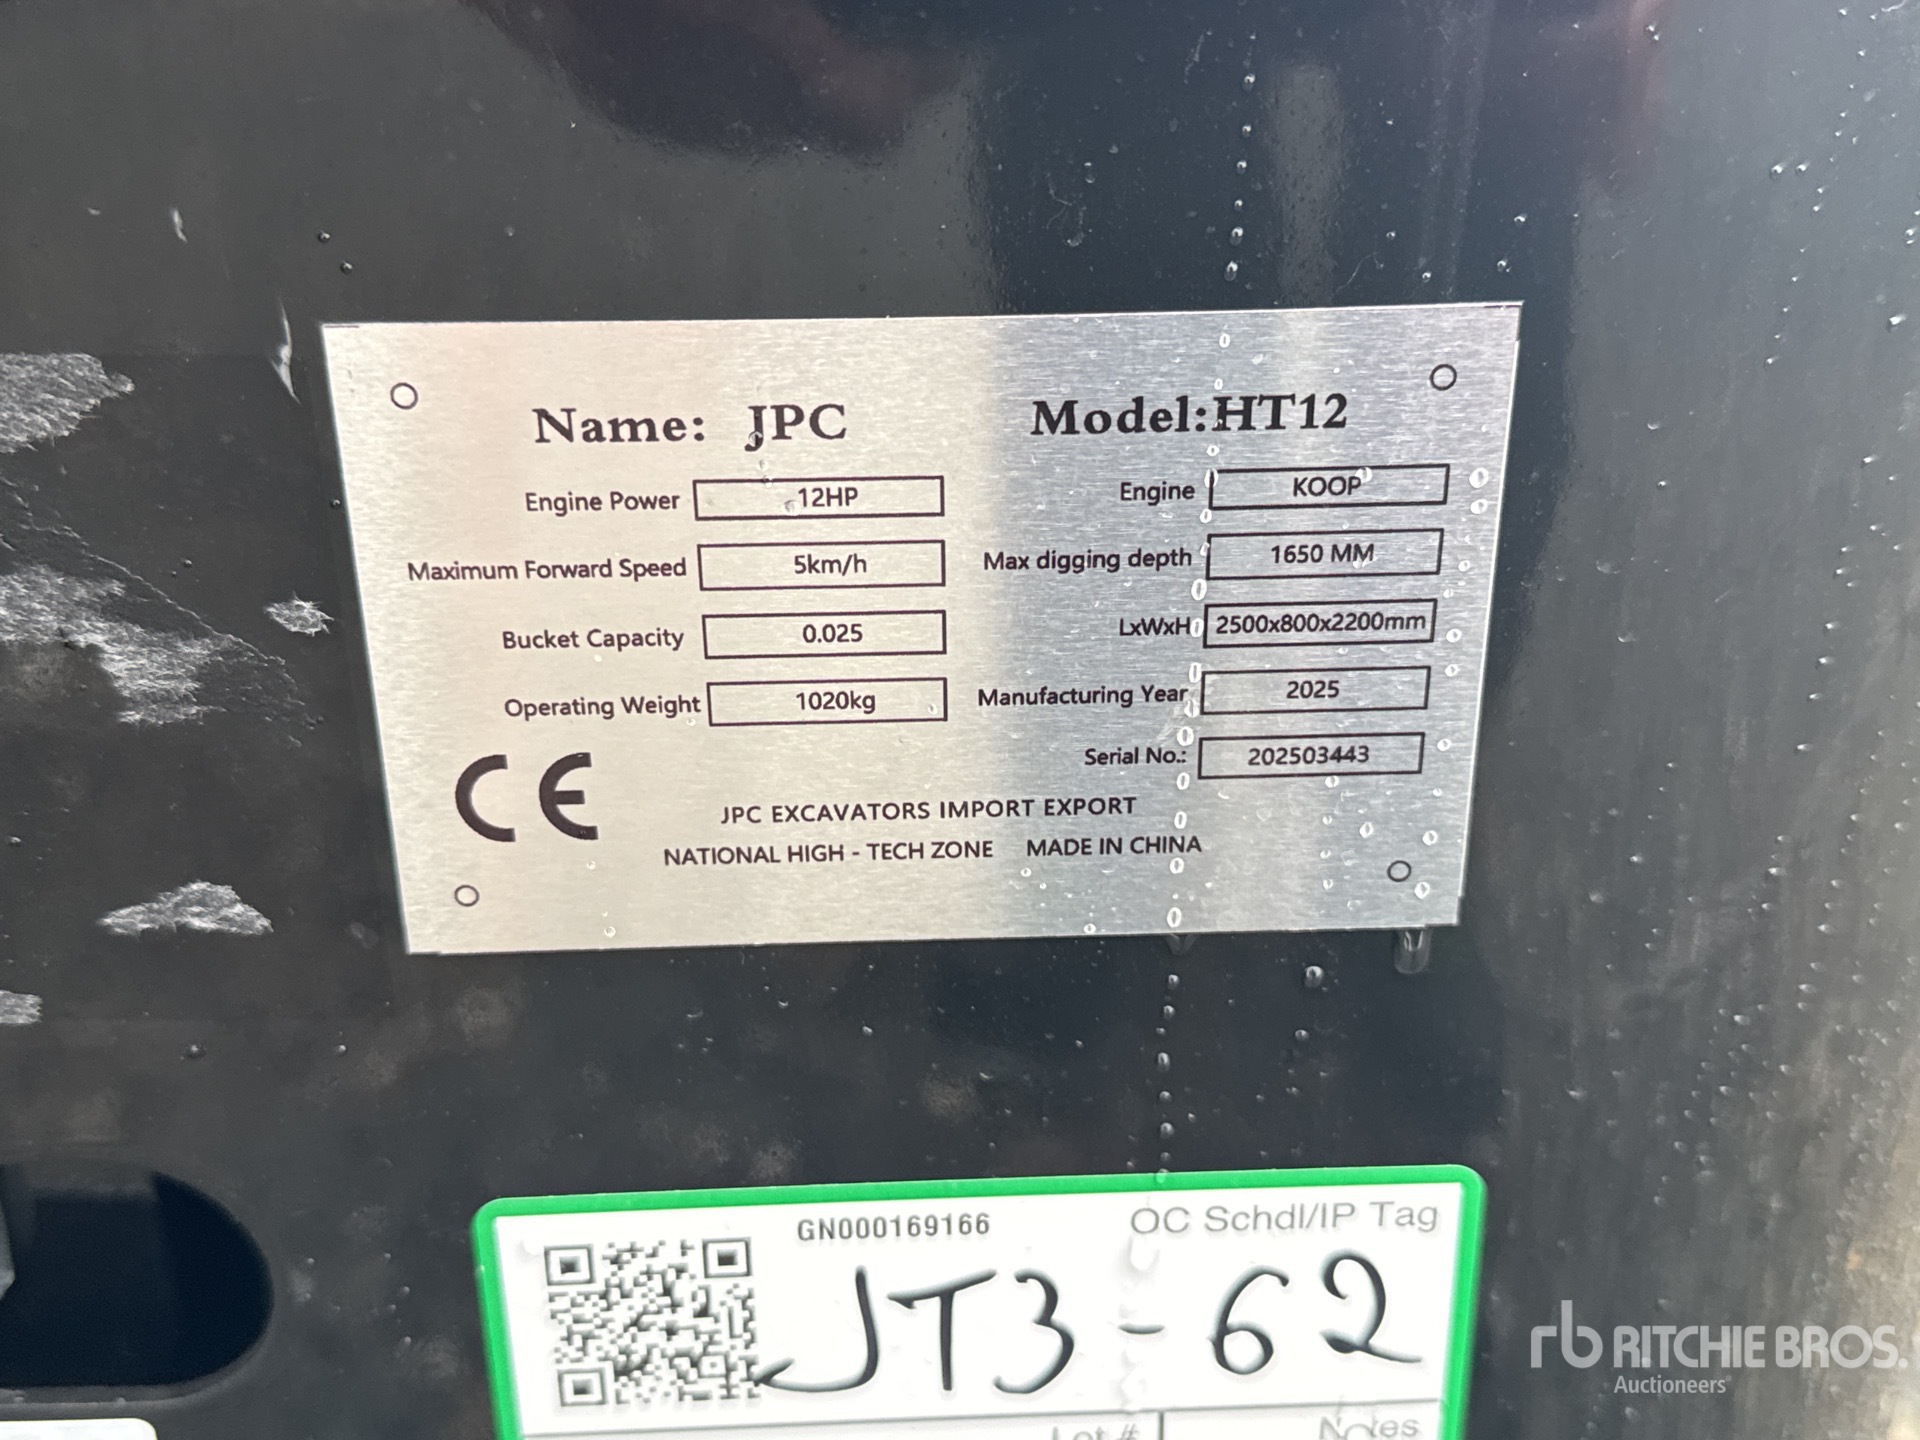 Name: JPC Model:HT12
Engine Power 12HP Engine KOOP
Maximum Forward Speed 5km/h Max digging depth 1650 MM
Bucket Capacity 0.025 LxWxH 2500x800x2200mm
Operating Weight 1020kg Manufacturing Year 2025
Serial No.: 202503443
CE
JPC EXCAVATORS IMPORT EXPORT
NATIONAL HIGH - TECH ZONE MADE IN CHINA
GN000169166 OC Schdl/IP Tag
JT3-62
Lot # Notes
rb RITCHIE BROS.
Auctioneers